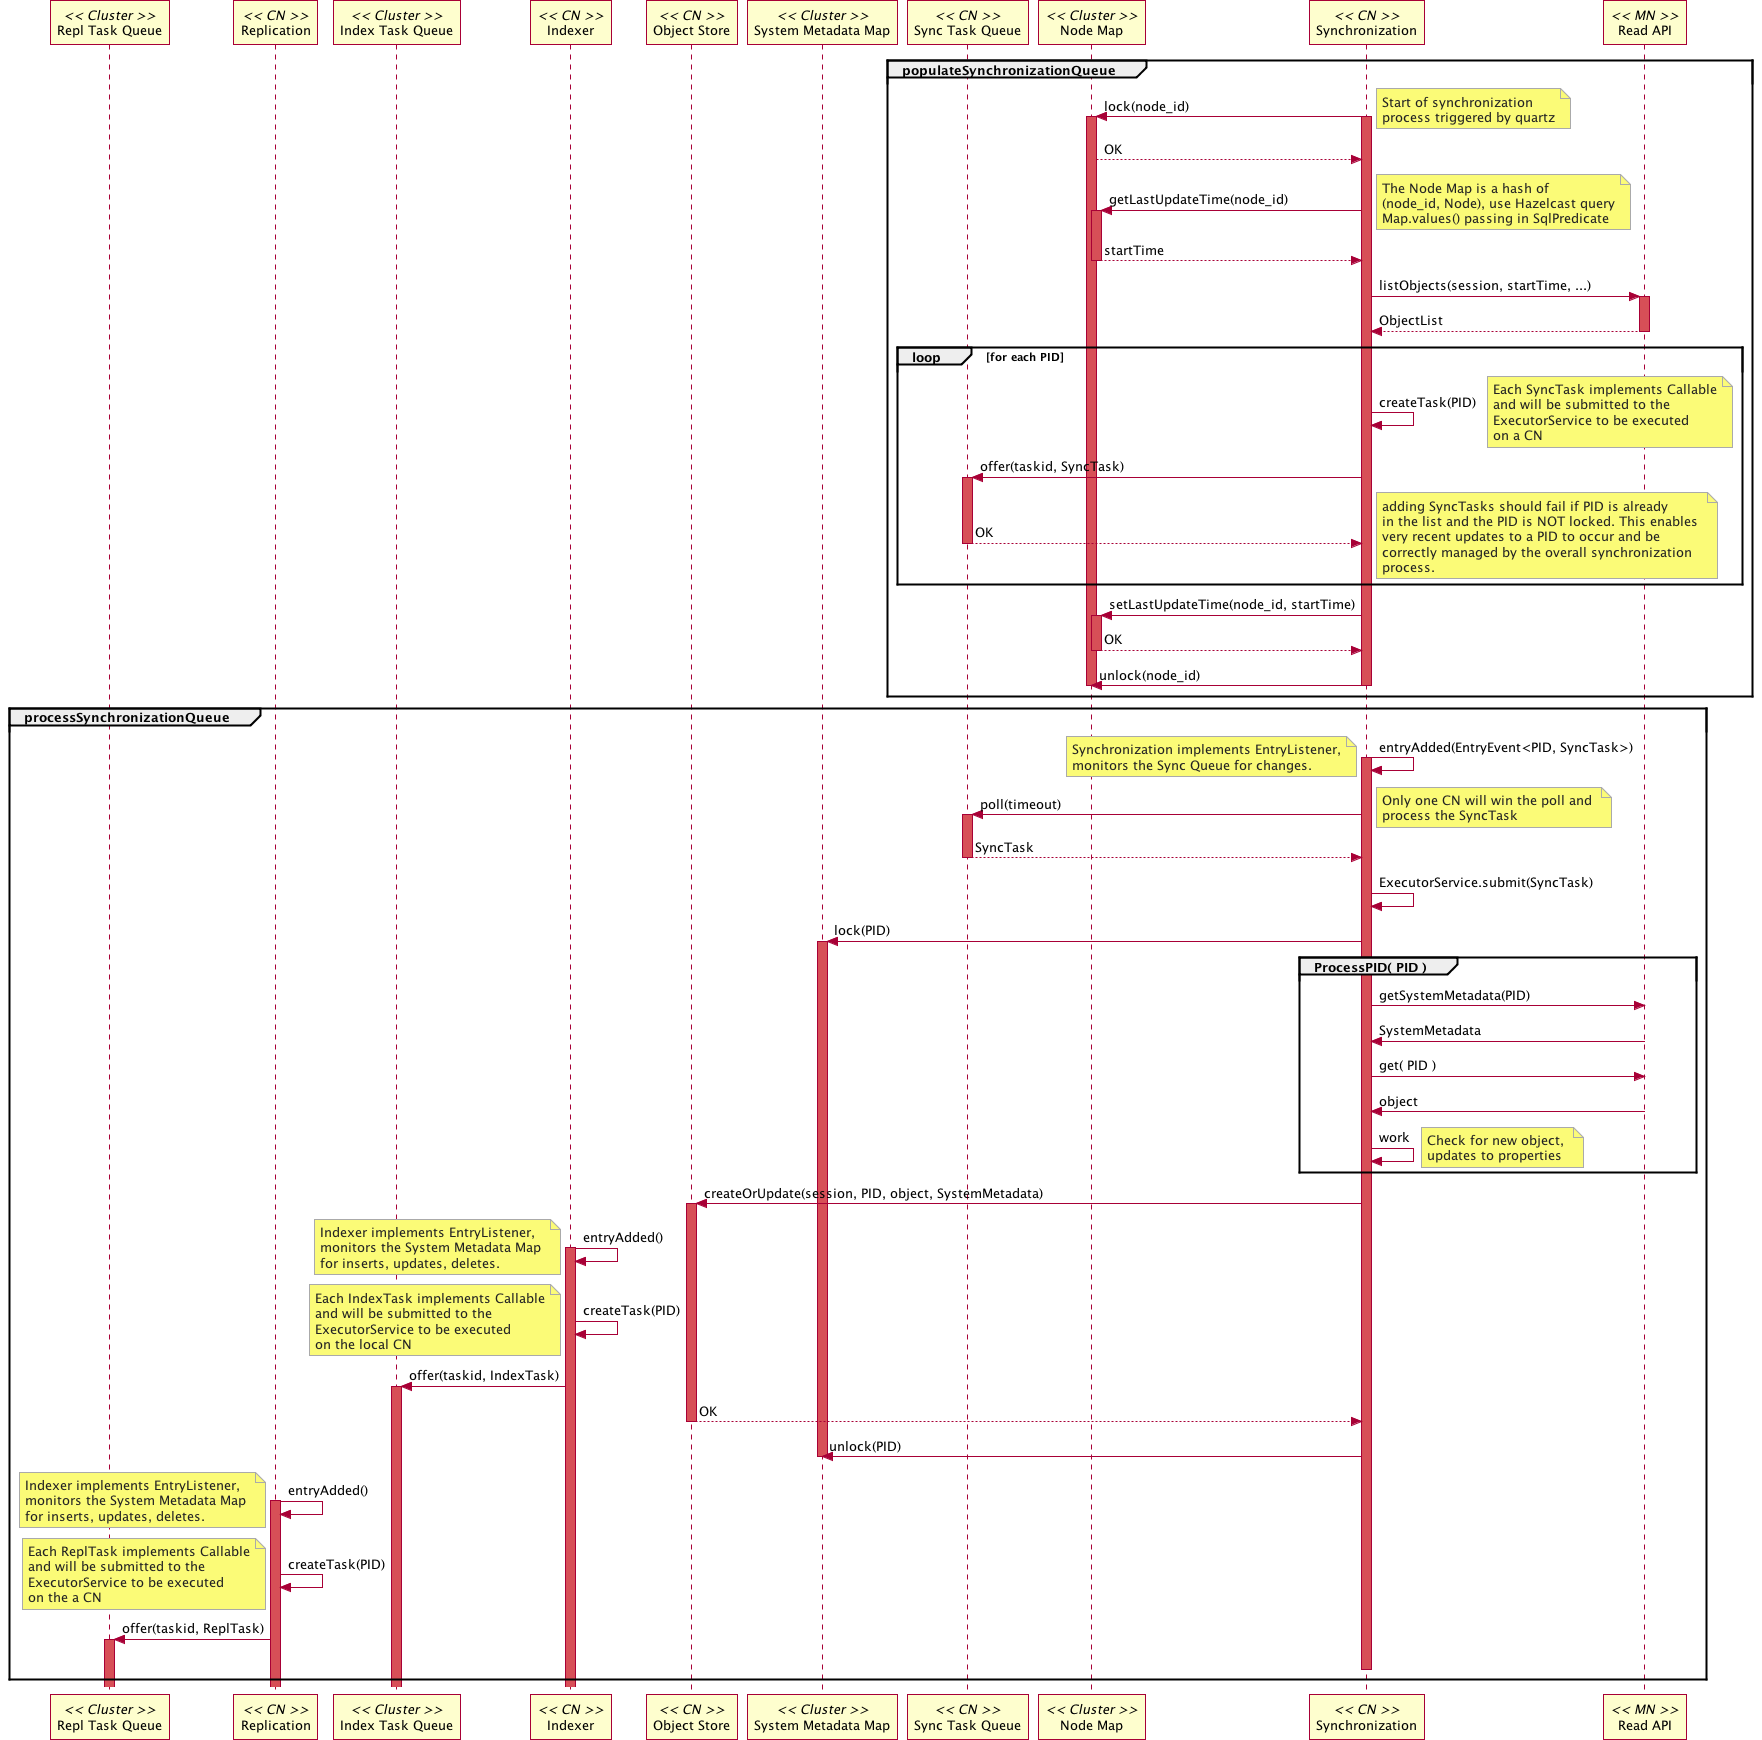 << Cluster >>
Repl Task Queue
<< CN >>
Replication
<< Cluster >>
Index Task Queue
<< CN >>
Indexer
<< CN >>
Object Store
<< Cluster >>
System Metadata Map
<< CN >>
Sync Task Queue
<< Cluster >>
Node Map
<< CN >>
Synchronization
<< MN >>
Read API
populateSynchronizationQueue
lock(node_id)
Start of synchronization
process triggered by quartz
OK
The Node Map is a hash of
(node_id, Node), use Hazelcast query
Map.values() passing in SqlPredicate
getLastUpdateTime(node_id)
startTime
listObjects(session, startTime, ...)
ObjectList
loop
[for each PID]
createTask(PID)
Each SyncTask implements Callable
and will be submitted to the
ExecutorService to be executed
on a CN
offer(taskid, SyncTask)
OK
adding SyncTasks should fail if PID is already
in the list and the PID is NOT locked. This enables
very recent updates to a PID to occur and be
correctly managed by the overall synchronization
process.
setLastUpdateTime(node_id, startTime)
OK
unlock(node_id)
processSynchronizationQueue
Synchronization implements EntryListener,
monitors the Sync Queue for changes.
entryAdded(EntryEvent<PID, SyncTask>)
poll(timeout)
Only one CN will win the poll and
process the SyncTask
SyncTask
ExecutorService.submit(SyncTask)
lock(PID)
ProcessPID( PID )
getSystemMetadata(PID)
SystemMetadata
get( PID )
object
work
Check for new object,
updates to properties
createOrUpdate(session, PID, object, SystemMetadata)
Indexer implements EntryListener,
monitors the System Metadata Map
for inserts, updates, deletes.
entryAdded()
Each IndexTask implements Callable
and will be submitted to the
ExecutorService to be executed
on the local CN
createTask(PID)
offer(taskid, IndexTask)
OK
unlock(PID)
Indexer implements EntryListener,
monitors the System Metadata Map
for inserts, updates, deletes.
entryAdded()
Each ReplTask implements Callable
and will be submitted to the
ExecutorService to be executed
on the a CN
createTask(PID)
offer(taskid, ReplTask)
<< Cluster >>
Repl Task Queue
<< CN >>
Replication
<< Cluster >>
Index Task Queue
<< CN >>
Indexer
<< CN >>
Object Store
<< Cluster >>
System Metadata Map
<< CN >>
Sync Task Queue
<< Cluster >>
Node Map
<< CN >>
Synchronization
<< MN >>
Read API